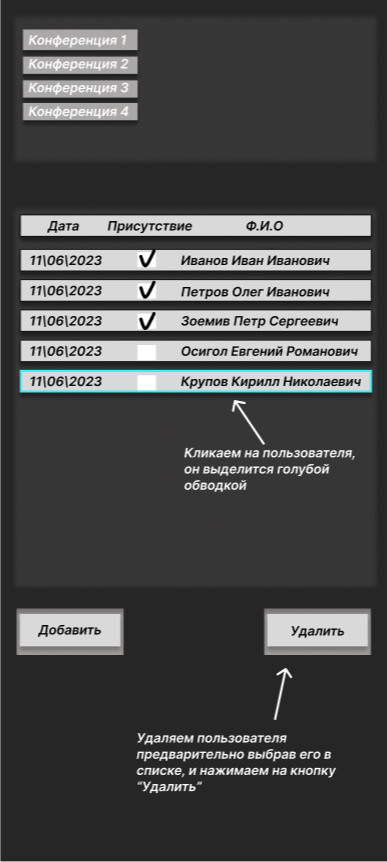 Конференция 1
Конференция 2
Конференция 3
Конференция 4
Дата Присутствие Ф.И.О
11\06\2023 Иванов Иван Иванович
11\06\2023 Петров Олег Иванович
11\06\2023 Зоемив Петр Сергеевич
11\06\2023 Осигол Евгений Романович
11\06\2023 Крупов Кирилл Николаевич
Кликаем на пользователя,
он выделится голубой
обводкой
Добавить Удалить
Удаляем пользователя
предварительно выбрав его в
списке, и нажимаем на кнопку
“Удалить”